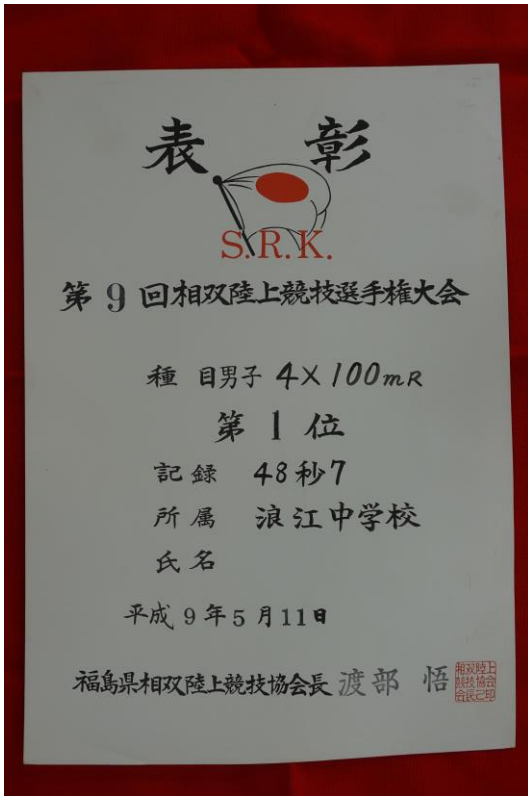 表彰
S.R.K.
第9回相双陸上競技選手権大会
種目男子 4×100mR
第1位
記録 48秒7
所属 浪江中学校
氏名
平成9年5月11日
福島県相双陸上競技協会長 渡部 悟